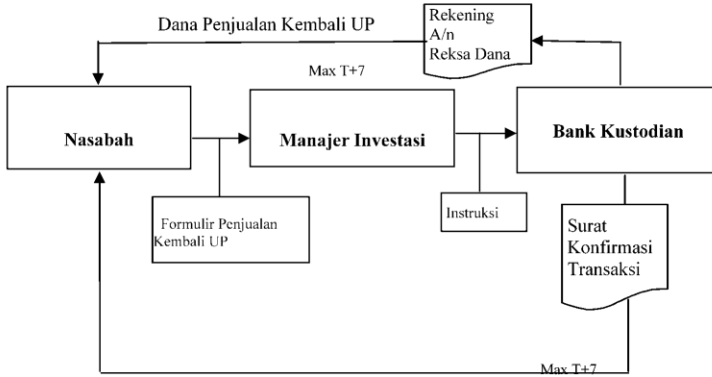 Dana Penjualan Kembali UP
Rekening
A/n
Reksa Dana
Max T+7
Nasabah
Manajer Investasi
Bank Kustodian
Formulir Penjualan
Kembali UP
Instruksi
Surat
Konfirmasi
Transaksi
Max T+7